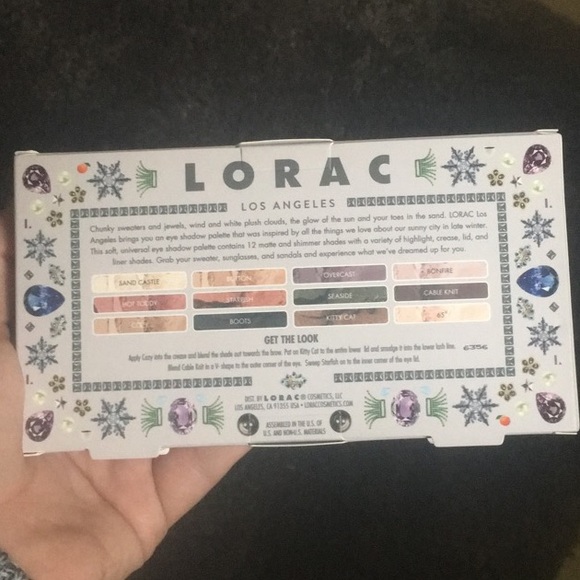 LORAC
LOS ANGELES
Chunky sweaters and jewels, wind and white plush clouds, the glow of the sun and your toes in the sand. LORAC Los
Angeles brings you an eye shadow palette that was inspired by all the things we love about our sunny city in late winter.
This soft, universal eye shadow palette contains 12 matte and shimmer shades with a variety of highlight, crease, lid, and
liner shades. Grab your sweater, sunglasses, and sandals and experience what we've dreamed up for you.
SAND CASTLE BUTTON OVERCAST BONFIRE
HOT TODDY STARFISH SEASIDE CABLE KNIT
COZY BOOTS KITTY CAT 65°
GET THE LOOK
Apply Cozy into the crease and blend the shade out towards the bone. Put on Kitty Cat to the entire lower lid and smudge it into the lower lash line.
Blend Cable Knit in a V- shape to the outer corner of the eye. Sweep Starfish on to the inner corner of the eye lid.
DIST. BY LORAC® COSMETICS, LLC
LOS ANGELES, CA 91355-USA • LORACCOSMETICS.COM
ASSEMBLED IN THE U.S. OF
U.S. AND NON-U.S. MATERIALS